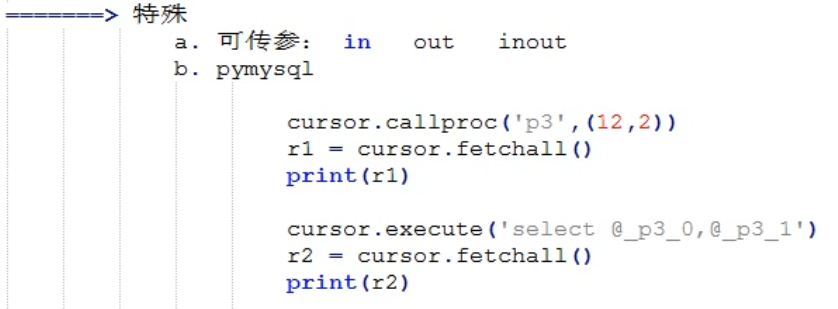 =======> 特殊
a. 可传参: in out inout
b. pymysql
cursor.callproc('p3',(12,2))
r1 = cursor.fetchall()
print(r1)
cursor.execute('select @_p3_0,@_p3_1')
r2 = cursor.fetchall()
print(r2)